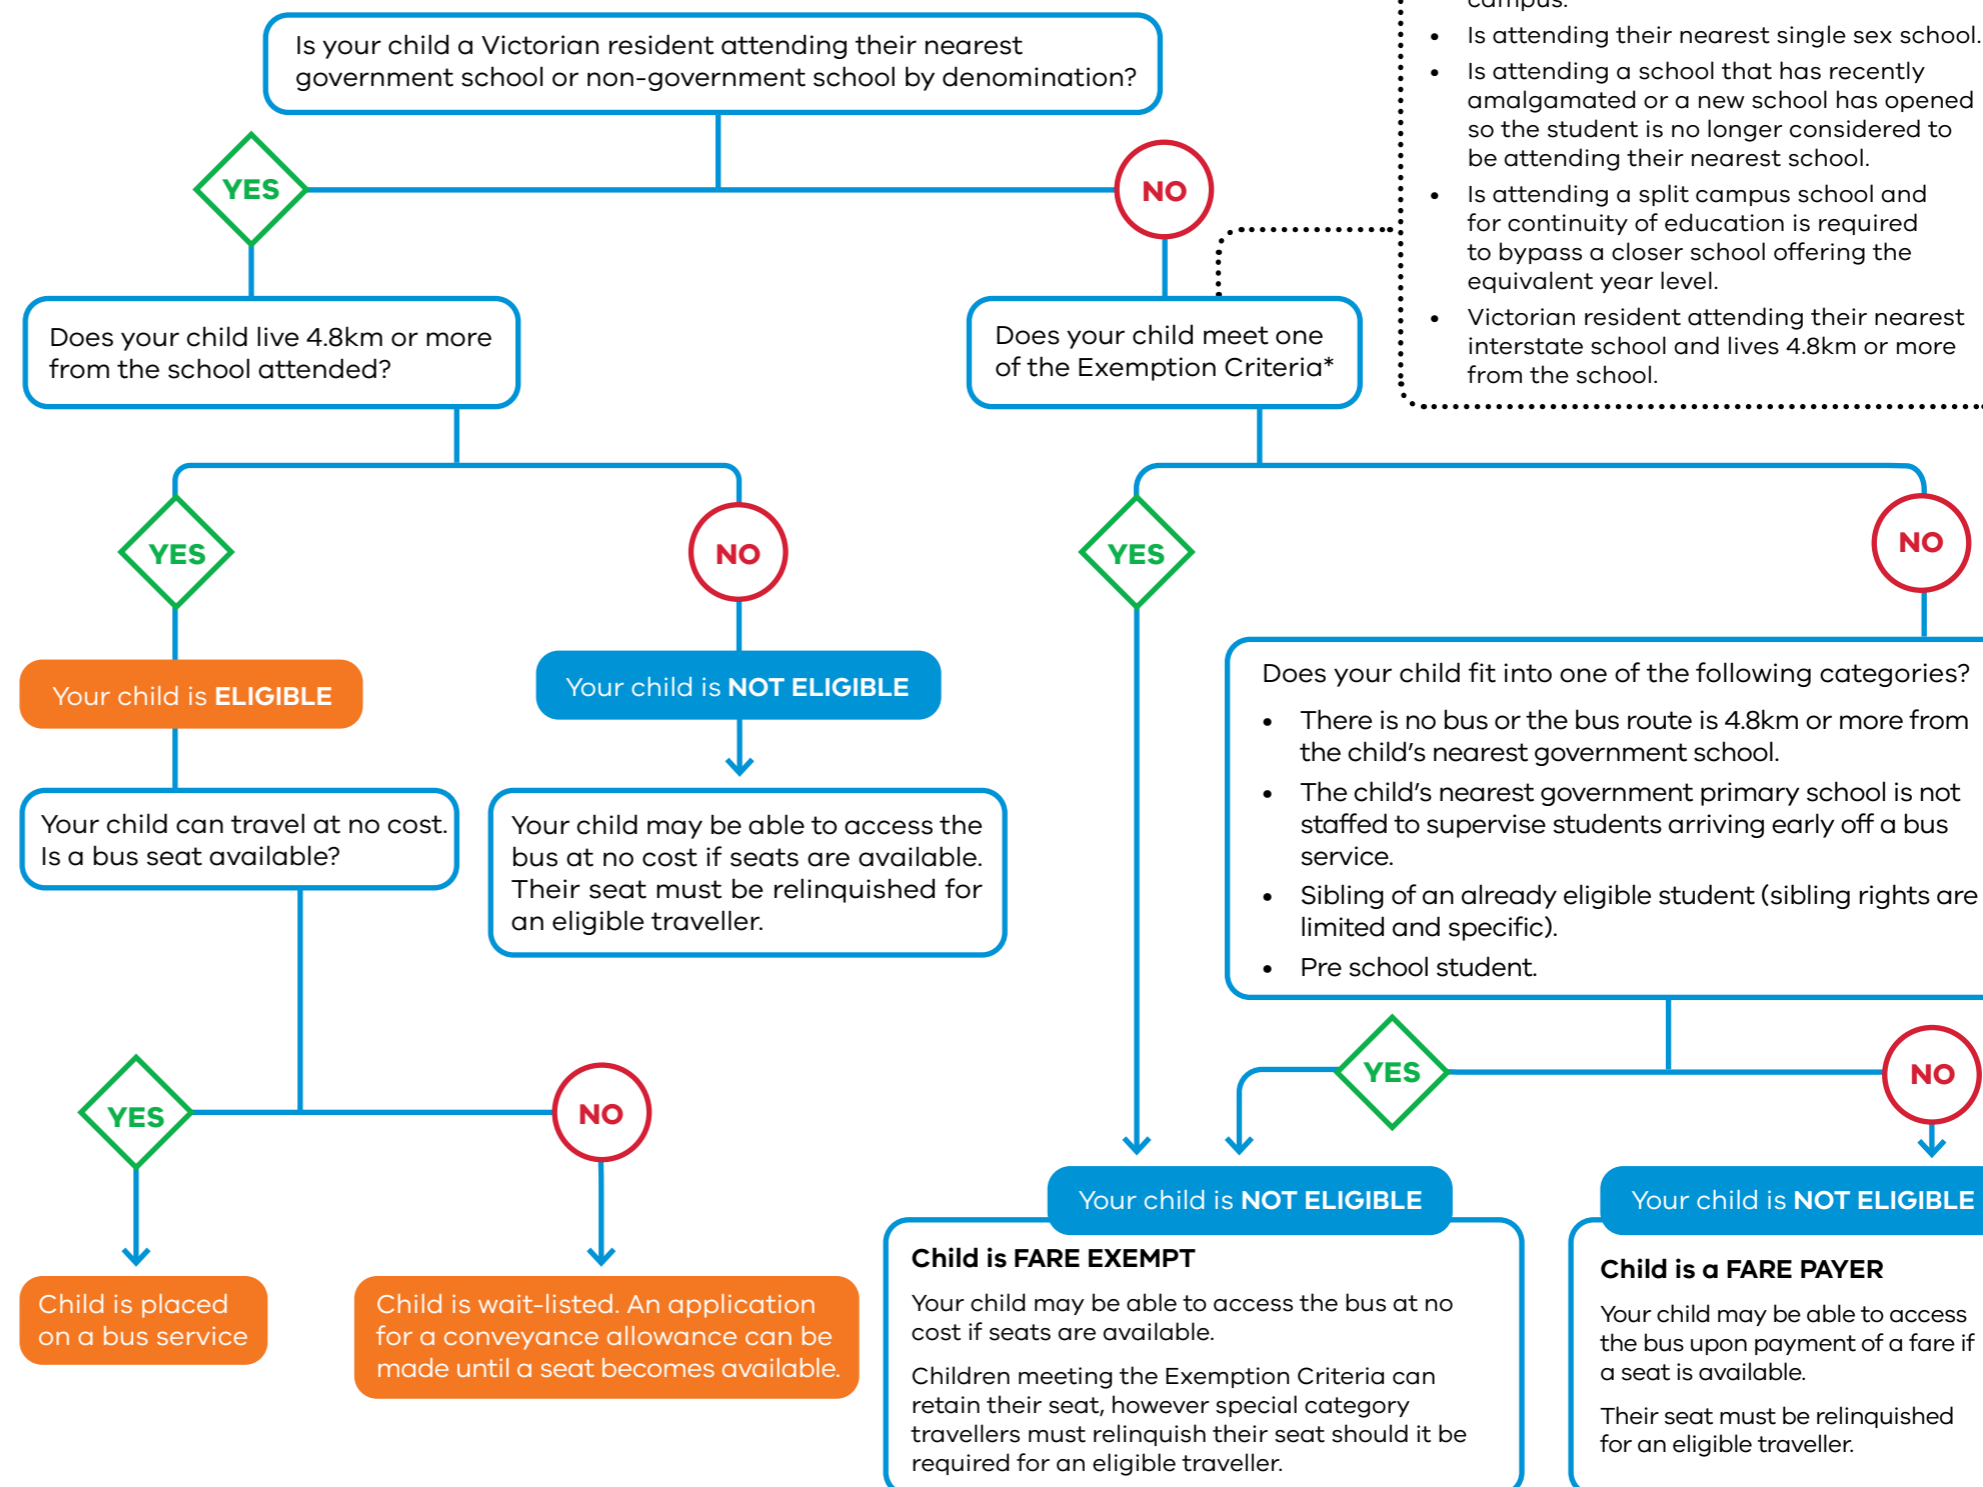 campus.
• Is attending their nearest single sex school.
• Is attending a school that has recently
amalgamated or a new school has opened
so the student is no longer considered to
be attending their nearest school.
• Is attending a split campus school and
for continuity of education is required
to bypass a closer school offering the
equivalent year level.
• Victorian resident attending their nearest
interstate school and lives 4.8km or more
from the school.
Is your child a Victorian resident attending their nearest
government school or non-government school by denomination?
YES
NO
Does your child live 4.8km or more
from the school attended?
Does your child meet one
of the Exemption Criteria*
YES
NO
YES
NO
Your child is ELIGIBLE
Your child is NOT ELIGIBLE
Your child can travel at no cost.
Is a bus seat available?
Your child may be able to access the
bus at no cost if seats are available.
Their seat must be relinquished for
an eligible traveller.
Does your child fit into one of the following categories?
• There is no bus or the bus route is 4.8km or more from
the child's nearest government school.
• The child's nearest government primary school is not
staffed to supervise students arriving early off a bus
service.
• Sibling of an already eligible student (sibling rights are
limited and specific).
• Pre school student.
YES
NO
YES
NO
Child is placed
on a bus service
Child is wait-listed. An application
for a conveyance allowance can be
made until a seat becomes available.
Your child is NOT ELIGIBLE
Child is FARE EXEMPT
Your child may be able to access the bus at no
cost if seats are available.
Children meeting the Exemption Criteria can
retain their seat, however special category
travellers must relinquish their seat should it be
required for an eligible traveller.
Your child is NOT ELIGIBLE
Child is a FARE PAYER
Your child may be able to access
the bus upon payment of a fare if
a seat is available.
Their seat must be relinquished
for an eligible traveller.